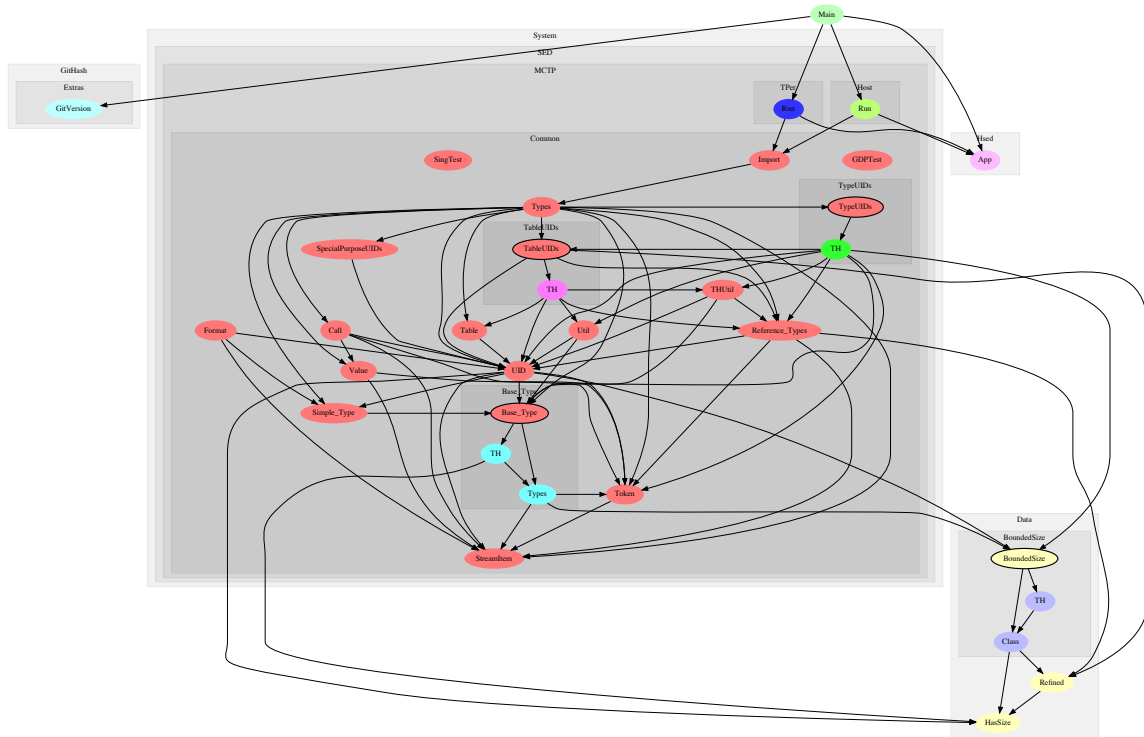 Main
System
SED
GitHash
MCTP
Extras
TPer
Host
GitVersion
Run
Run
Common
Hsed
SingTest
Import
GDPTest
App
TypeUIDs
Types
TypeUIDs
TableUIDs
SpecialPurposeUIDs
TableUIDs
TH
TH
THUtil
Format
Call
Table
Util
Reference_Types
Value
UID
Base_Type
Simple_Type
Base_Type
TH
Types
Token
Data
BoundedSize
StreamItem
BoundedSize
TH
Class
Refined
HasSize